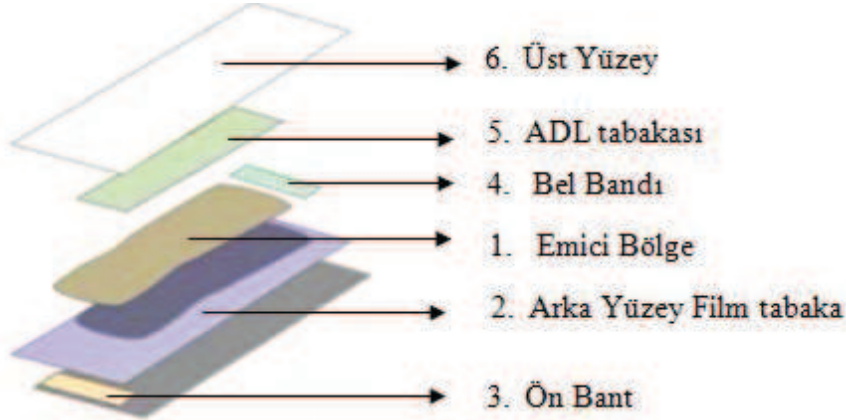 6. Üst Yüzey
5. ADL tabakası
4. Bel Bandı
1. Emici Bölge
2. Arka Yüzey Film tabaka
3. Ön Bant